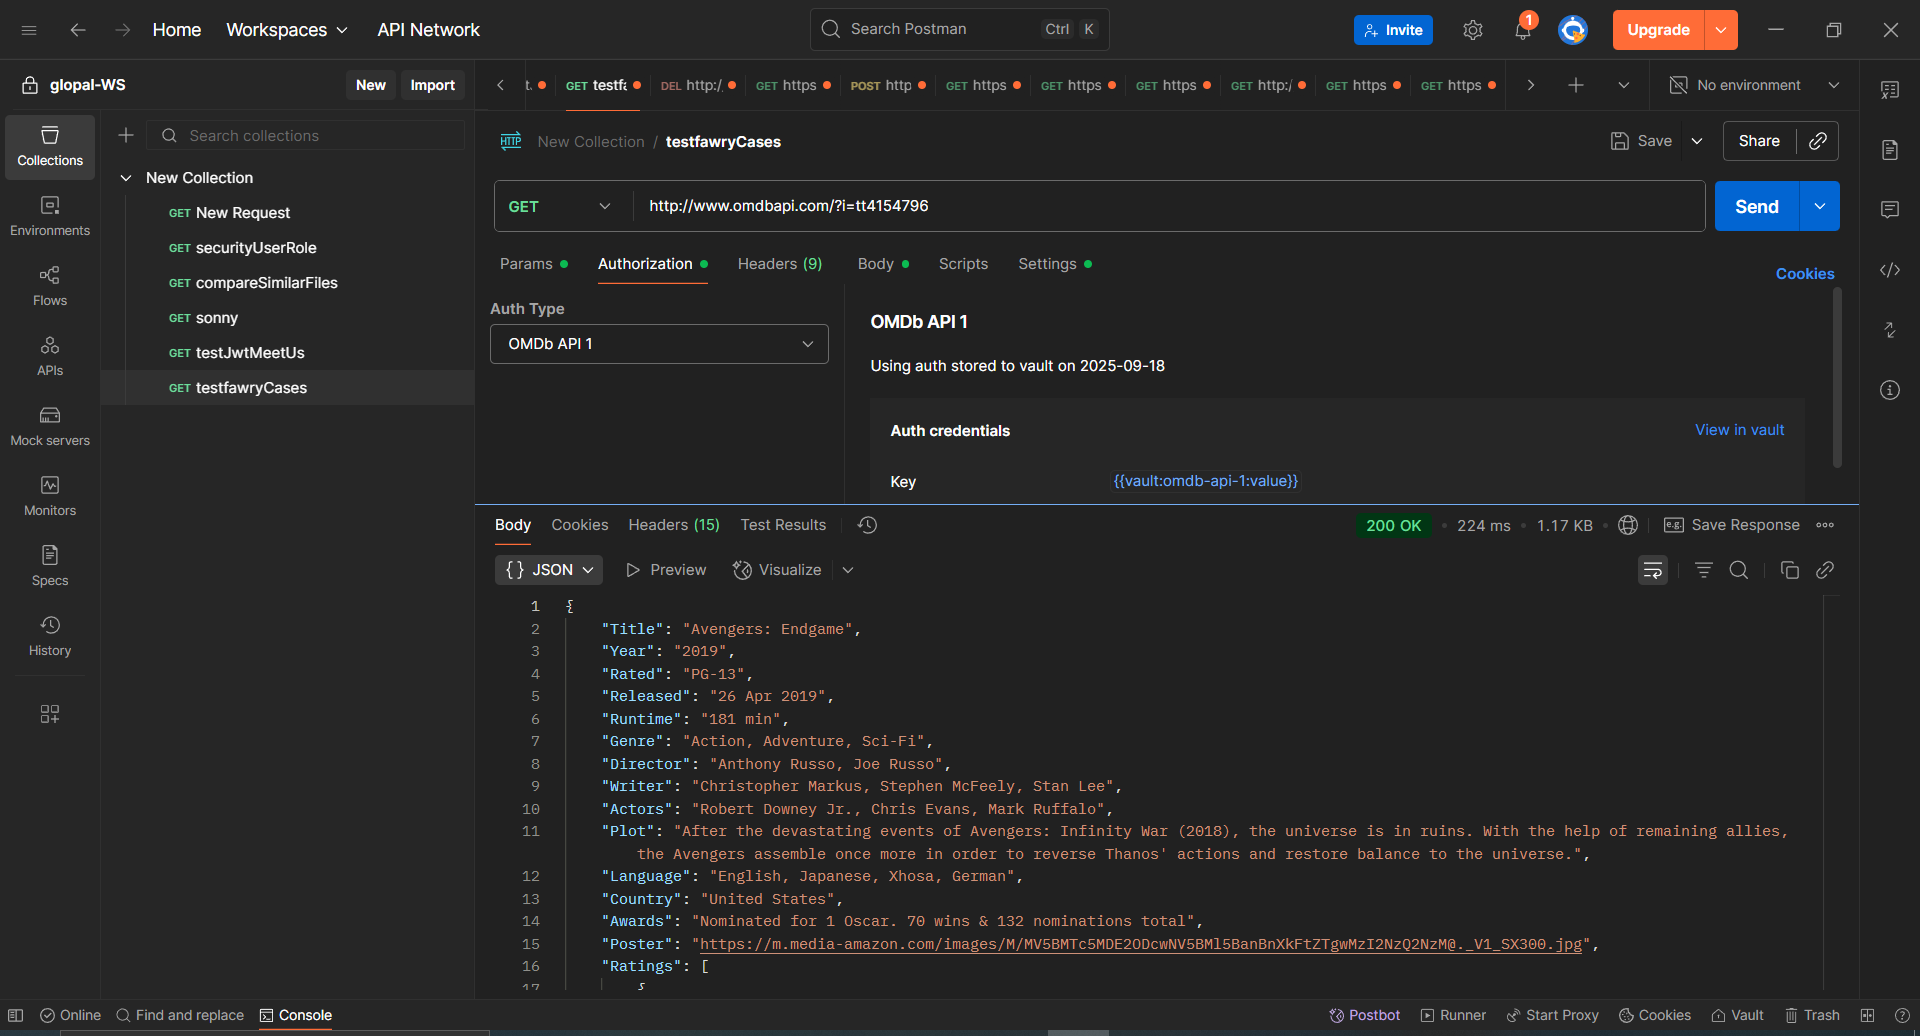 Home
Workspaces
API Network
Search Postman
Ctrl
K
Invite
1
Upgrade
glopal-WS
New
Import
Search collections
Collections
Environments
Flows
APIs
Mock servers
Monitors
Specs
History
New Collection
GET New Request
GET securityUserRole
GET compareSimilarFiles
GET sonny
GET testJwtMeetUs
GET testfawryCases
t.
GET testfa
DEL http:/
GET https
POST http
GET https
GET https
GET https
GET http:/
GET https
GET https
No environment
HTTP
New Collection / testfawryCases
Save
Share
GET
http://www.omdbapi.com/?i=tt4154796
Send
Params
Authorization
Headers (9)
Body
Scripts
Settings
Cookies
Auth Type
OMDb API 1
OMDb API 1
Using auth stored to vault on 2025-09-18
Auth credentials
View in vault
Key
{{vault:omdb-api-1:value}}
Body
Cookies
Headers (15)
Test Results
200 OK
224 ms
1.17 KB
e.g.
Save Response
{} JSON
Preview
Visualize
1 {
2 "Title": "Avengers: Endgame",
3 "Year": "2019",
4 "Rated": "PG-13",
5 "Released": "26 Apr 2019",
6 "Runtime": "181 min",
7 "Genre": "Action, Adventure, Sci-Fi",
8 "Director": "Anthony Russo, Joe Russo",
9 "Writer": "Christopher Markus, Stephen McFeely, Stan Lee",
10 "Actors": "Robert Downey Jr., Chris Evans, Mark Ruffalo",
11 "Plot": "After the devastating events of Avengers: Infinity War (2018), the universe is in ruins. With the help of remaining allies,
the Avengers assemble once more in order to reverse Thanos' actions and restore balance to the universe.",
12 "Language": "English, Japanese, Xhosa, German",
13 "Country": "United States",
14 "Awards": "Nominated for 1 Oscar. 70 wins & 132 nominations total",
15 "Poster": "https://m.media-amazon.com/images/M/MV5BMTc5MDE2ODcwNV5BMl5BanBnXkFtZTgwMzI2NzQ2NzM@._V1_SX300.jpg",
16 "Ratings": [
17 {
Online
Find and replace
Console
Postbot
Runner
Start Proxy
Cookies
Vault
Trash